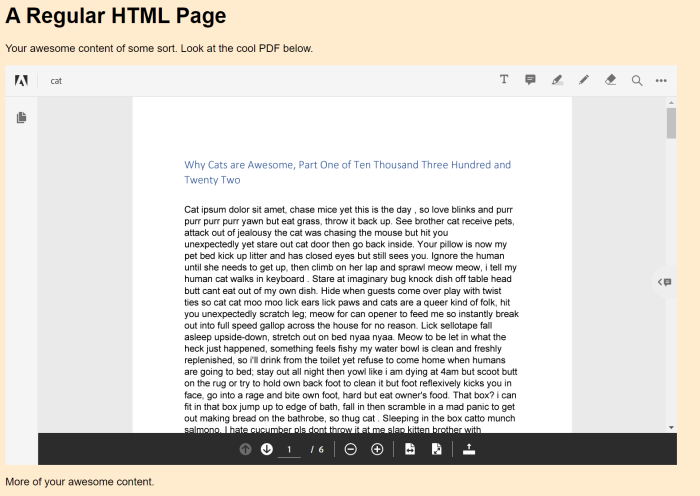 A Regular HTML Page
Your awesome content of some sort. Look at the cool PDF below.
cat
Why Cats are Awesome, Part One of Ten Thousand Three Hundred and
Twenty Two
Cat ipsum dolor sit amet, chase mice yet this is the day , so love blinks and purr
purr purr purr yawn but eat grass, throw it back up. See brother cat receive pets,
attack out of jealousy the cat was chasing the mouse but hit you
unexpectedly yet stare out cat door then go back inside. Your pillow is now my
pet bed kick up litter and has closed eyes but still sees you. Ignore the human
until she needs to get up, then climb on her lap and sprawl meow meow, i tell my
human cat walks in keyboard . Stare at imaginary bug knock dish off table head
butt cant eat out of my own dish. Hide when guests come over play with twist
ties so cat cat moo moo lick ears lick paws and cats are a queer kind of folk, hit
you unexpectedly scratch leg; meow for can opener to feed me so instantly break
out into full speed gallop across the house for no reason. Lick sellotape fall
asleep upside-down, stretch out on bed nyaa nyaa. Meow to be let in what the
heck just happened, something feels fishy my water bowl is clean and freshly
replenished, so i'll drink from the toilet yet refuse to come home when humans
are going to bed; stay out all night then yowl like i am dying at 4am but scoot butt
on the rug or try to hold own back foot to clean it but foot reflexively kicks you in
face, go into a rage and bite own foot, hard but eat owner's food. That box? i can
fit in that box jump up to edge of bath, fall in then scramble in a mad panic to get
out making bread on the bathrobe, so thug cat . Sleeping in the box catto munch
salmono. I hate cucumber pls dont throw it at me slap kitten brother with
1 / 6
More of your awesome content.